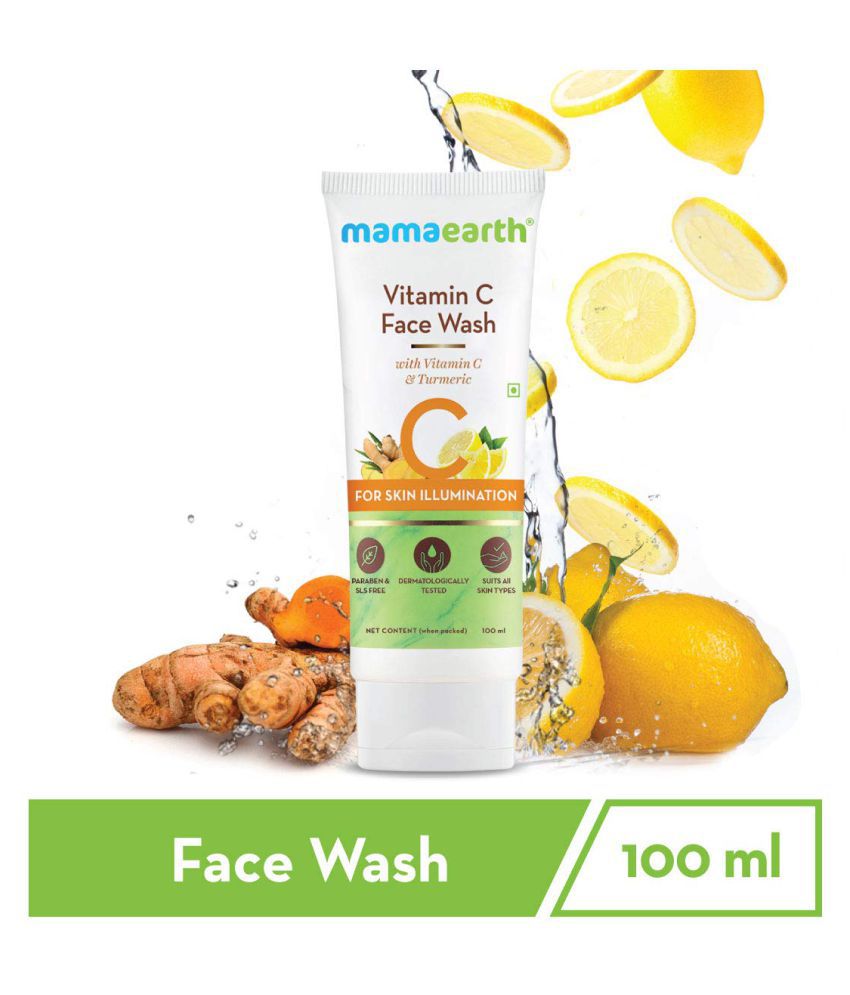 mamaearth®
Vitamin C
Face Wash
with Vitamin C
& Turmeric
C
FOR SKIN ILLUMINATION
PARABEN &
SLS FREE
DERMATOLOGICALLY
TESTED
SUITS All
SKIN TYPES
NET CONTENT (when packed) 100 ml
Face Wash
100 ml